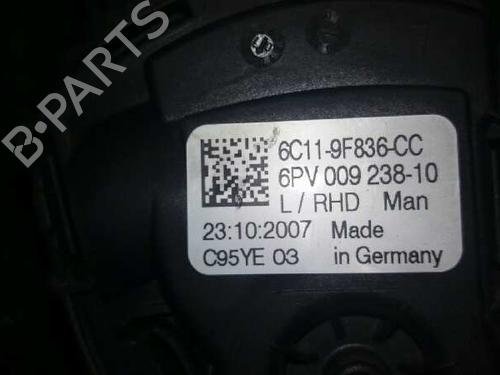 B-PARTS
6C11-9F836-CC
6PV 009 238-10
L / RHD Man
23:10:2007 Made
C95YE 03 in Germany